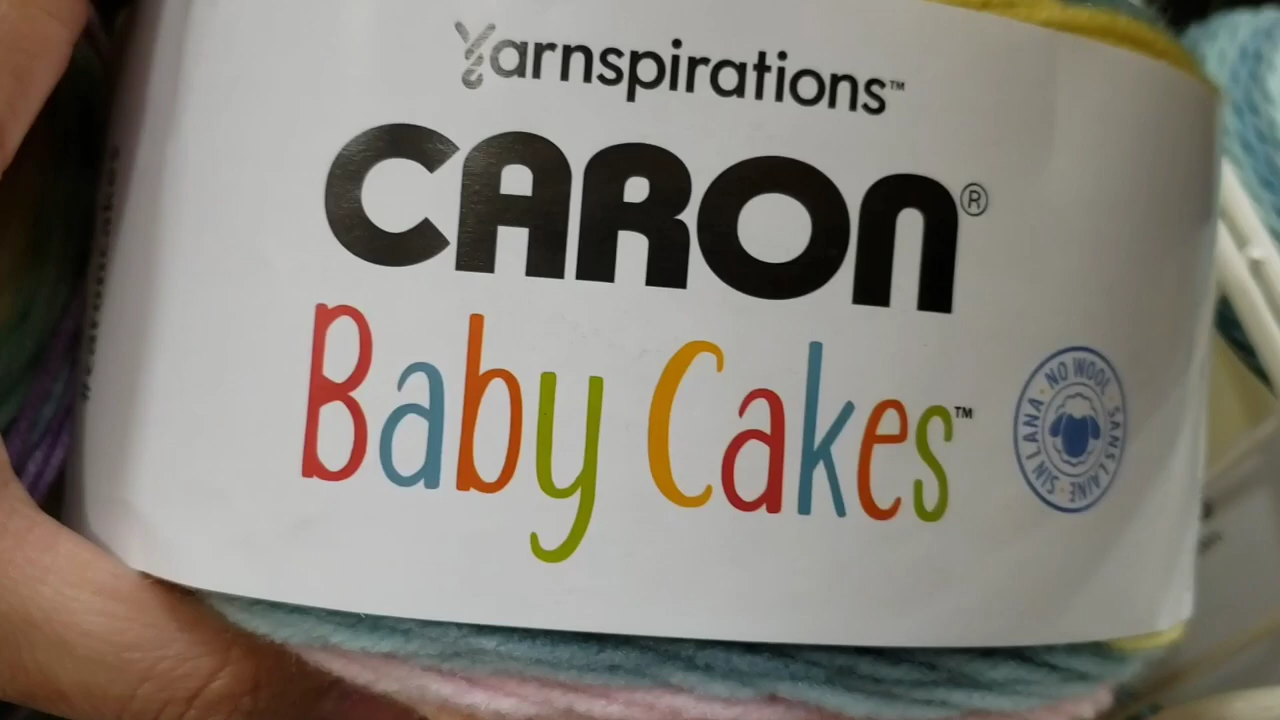 Yarnspirations™
CARON®
Baby Cakes™
NO WOOL · SANS LAINE · SIN LANA ·